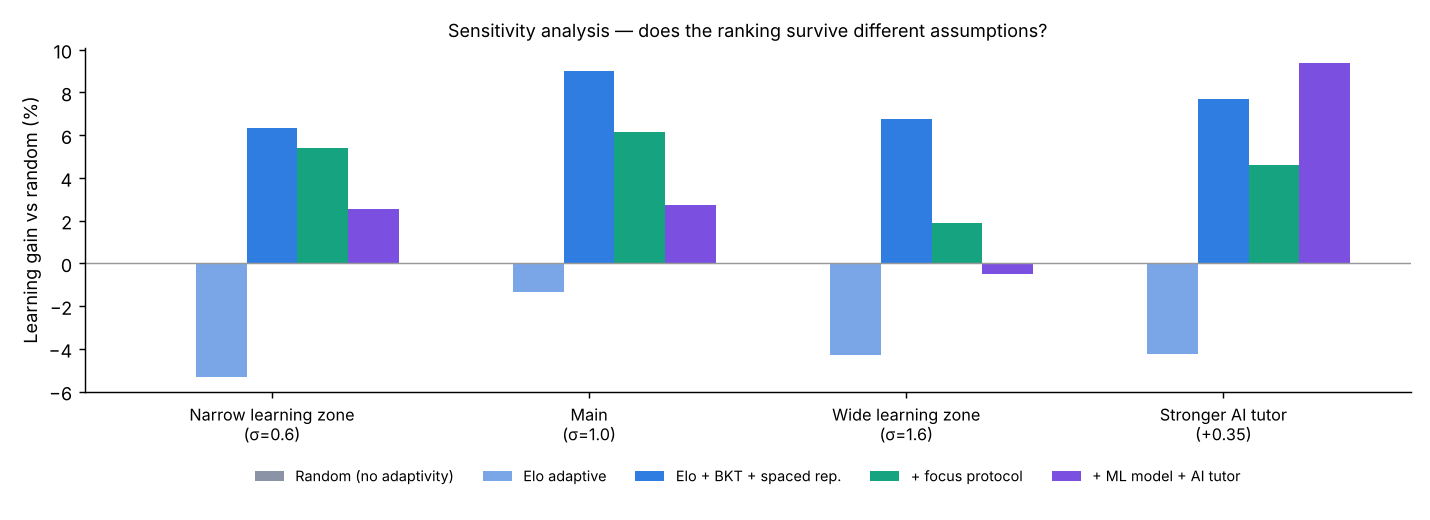 Sensitivity analysis — does the ranking survive different assumptions?
Learning gain vs random (%)
10
8
6
4
2
0
−2
−4
−6
Narrow learning zone
(σ=0.6)
Main
(σ=1.0)
Wide learning zone
(σ=1.6)
Stronger AI tutor
(+0.35)
Random (no adaptivity)
Elo adaptive
Elo + BKT + spaced rep.
+ focus protocol
+ ML model + AI tutor